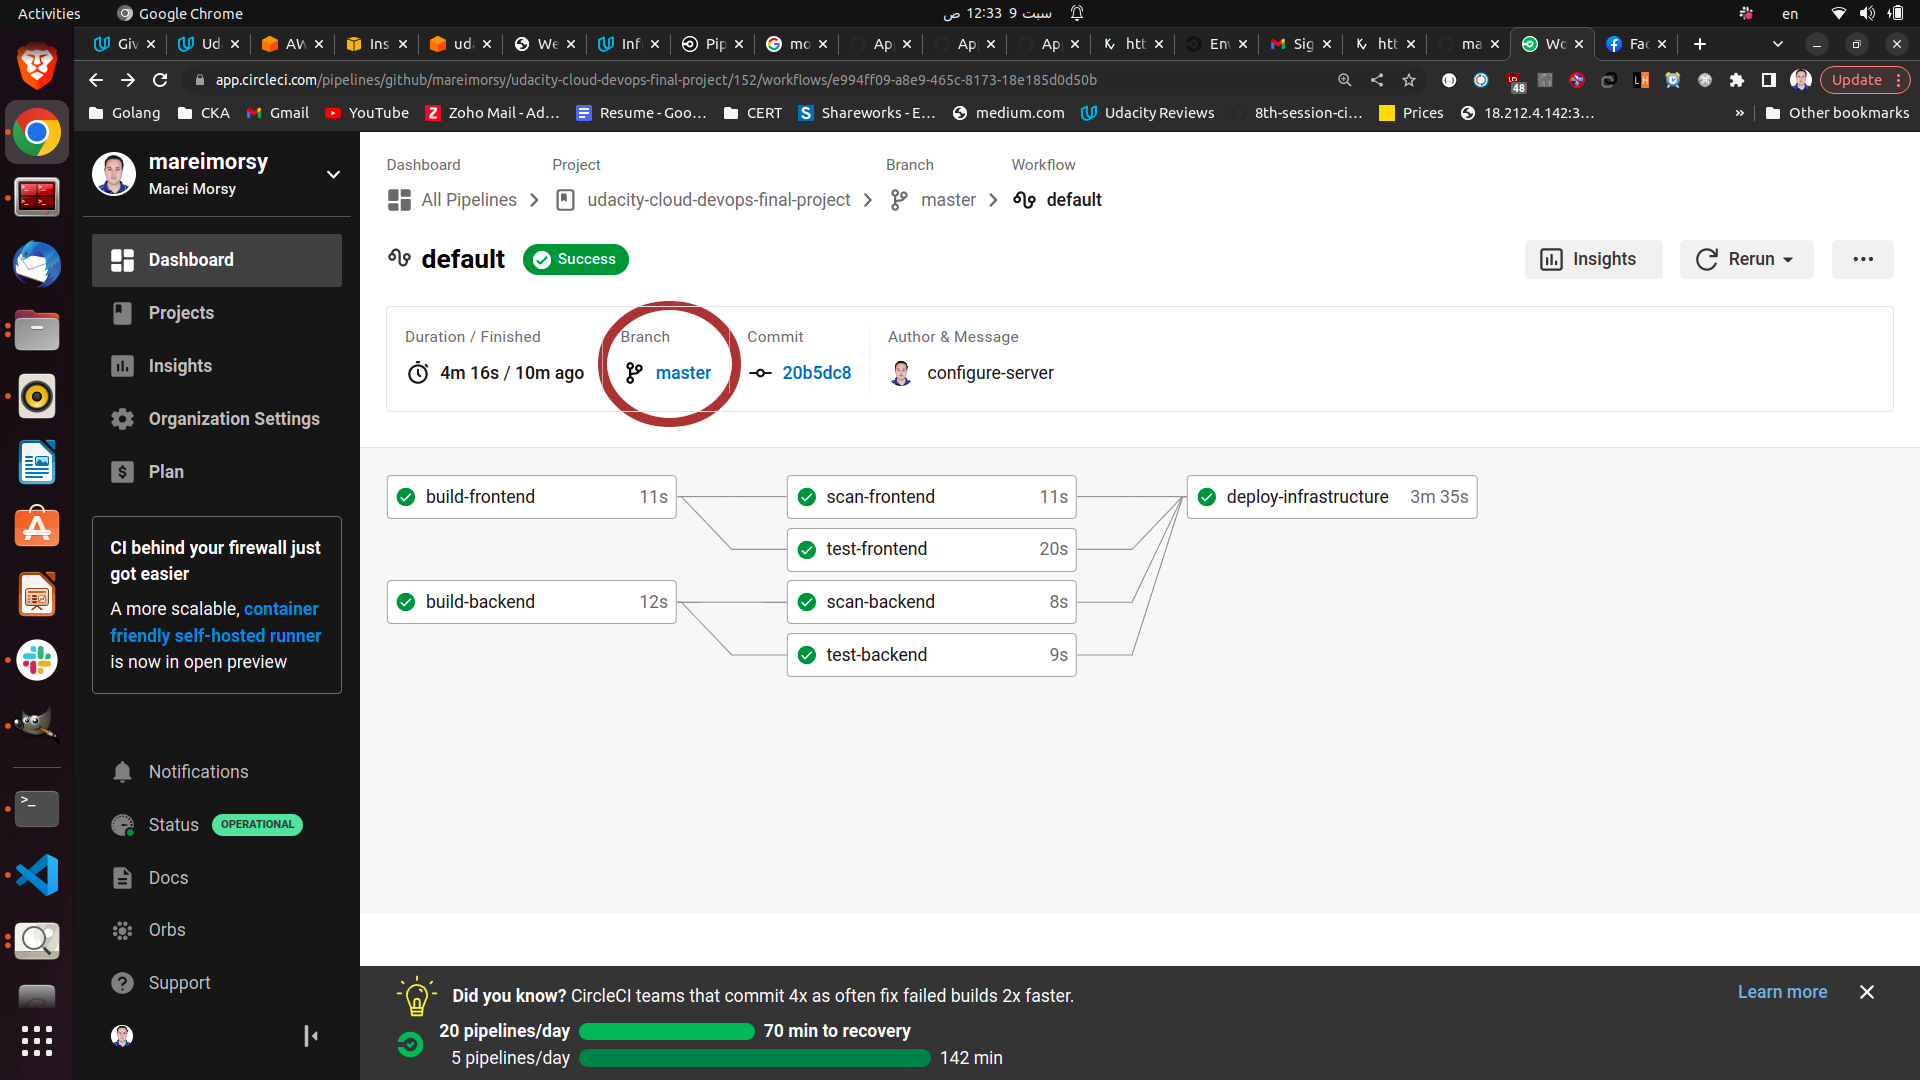 Activities
Google Chrome
سبت 9 12:33 ص
en
Giv
Ud
AW
Ins
uda
We
Inf
Pip
mo
Ap
Ap
Ap
htt
En
Sig
htt
ma
Wo
Fac
app.circleci.com/pipelines/github/mareimorsy/udacity-cloud-devops-final-project/152/workflows/e994ff09-a8e9-465c-8173-18e185d0d50b
48
Update
Golang
CKA
Gmail
YouTube
Zoho Mail - Ad...
Resume - Goo...
CERT
Shareworks - E...
medium.com
Udacity Reviews
8th-session-ci...
Prices
18.212.4.142:3...
»
Other bookmarks
mareimorsy
Marei Morsy
Dashboard
Projects
Insights
Organization Settings
Plan
CI behind your firewall just
got easier
A more scalable, container
friendly self-hosted runner
is now in open preview
Notifications
Status OPERATIONAL
Docs
Orbs
Support
Dashboard Project Branch Workflow
All Pipelines udacity-cloud-devops-final-project master default
default Success
Insights
Rerun
Duration / Finished Branch Commit Author & Message
4m 16s / 10m ago master 20b5dc8 configure-server
build-frontend 11s scan-frontend 11s deploy-infrastructure 3m 35s
test-frontend 20s
build-backend 12s scan-backend 8s
test-backend 9s
Did you know? CircleCI teams that commit 4x as often fix failed builds 2x faster.
Learn more
20 pipelines/day 70 min to recovery
5 pipelines/day 142 min